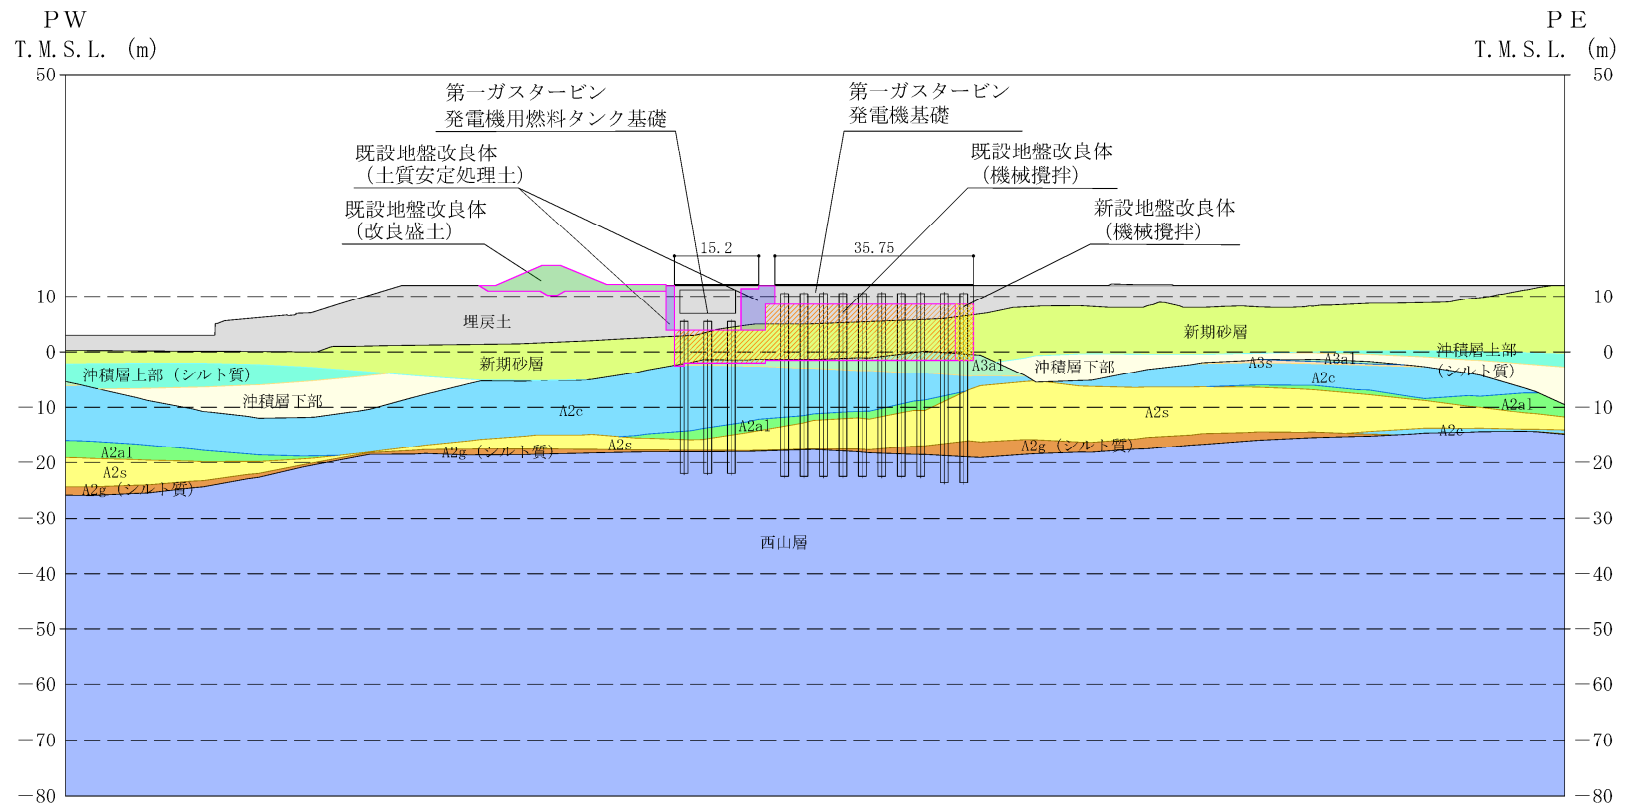 PW
T.M.S.L. (m)
PE
T.M.S.L. (m)
50
50
第一ガスタービン
発電機用燃料タンク基礎
第一ガスタービン
発電機基礎
既設地盤改良体
(土質安定処理土)
既設地盤改良体
(機械攪拌)
既設地盤改良体
(改良盛土)
新設地盤改良体
(機械攪拌)
15.2
35.75
10
10
埋戻土
新期砂層
0
0
新期砂層
沖積層上部
(シルト質)
沖積層上部(シルト質)
A3al
沖積層下部
A3s
A3al
A2c
沖積層下部
A2c
A2al
−10
−10
A2s
A2al
A2al
A2s
A2s
A2g(シルト質)
A2g(シルト質)
A2c
−20
−20
A2g(シルト質)
−30
−30
西山層
−40
−40
−50
−50
−60
−60
−70
−70
−80
−80